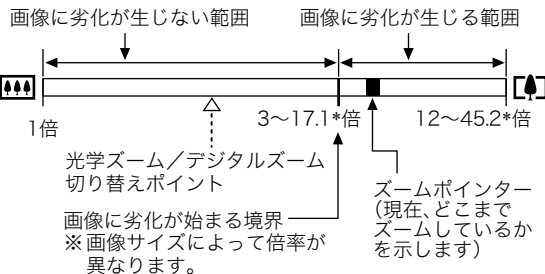 画像に劣化が生じない範囲
画像に劣化が生じる範囲
1倍
3～17.1*倍
12～45.2*倍
光学ズーム／デジタルズーム
切り替えポイント
画像に劣化が始まる境界
※画像サイズによって倍率が
異なります。
ズームポインター
（現在、どこまで
ズームしているか
を示します）